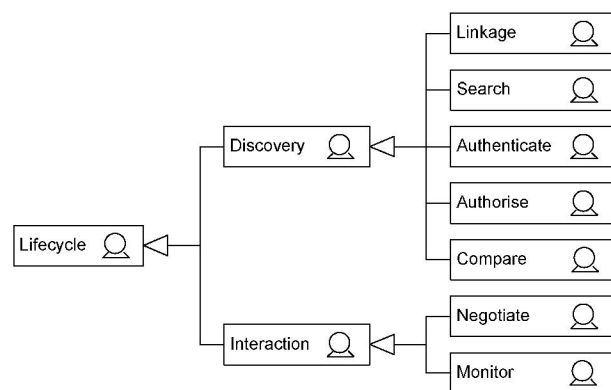 Linkage
Search
Discovery
Authenticate
Authorise
Lifecycle
Compare
Interaction
Negotiate
Monitor